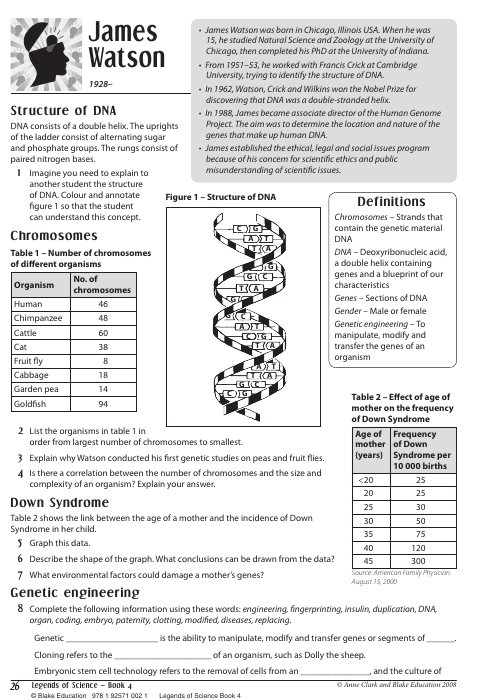 James
Watson
1928–
• James Watson was born in Chicago, Illinois USA. When he was
15, he studied Natural Science and Zoology at the University of
Chicago, then completed his PhD at the University of Indiana.
• From 1951–53, he worked with Francis Crick at Cambridge
University, trying to identify the structure of DNA.
• In 1962, Watson, Crick and Wilkins won the Nobel Prize for
discovering that DNA was a double-stranded helix.
• In 1988, James became associate director of the Human Genome
Project. The aim was to determine the location and nature of the
genes that make up human DNA.
• James established the ethical, legal and social issues program
because of his concern for scientific ethics and public
misunderstanding of scientific issues.
Structure of DNA
DNA consists of a double helix. The uprights
of the ladder consist of alternating sugar
and phosphate groups. The rungs consist of
paired nitrogen bases.
1 Imagine you need to explain to
another student the structure
of DNA. Colour and annotate
figure 1 so that the student
can understand this concept.
Chromosomes
Table 1 – Number of chromosomes
of different organisms
Organism No. of
chromosomes
Human 46
Chimpanzee 48
Cattle 60
Cat 38
Fruit fly 8
Cabbage 18
Garden pea 14
Goldfish 94
Figure 1 – Structure of DNA
C G
A T
T A
C G
G C
T A
G C
A T
C G
A T
T A
G C
C G
Definitions
Chromosomes – Strands that
contain the genetic material
DNA
DNA – Deoxyribonucleic acid,
a double helix containing
genes and a blueprint of our
characteristics
Genes – Sections of DNA
Gender – Male or female
Genetic engineering – To
manipulate, modify and
transfer the genes of an
organism
2 List the organisms in table 1 in
order from largest number of chromosomes to smallest.
3 Explain why Watson conducted his first genetic studies on peas and fruit flies.
4 Is there a correlation between the number of chromosomes and the size and
complexity of an organism? Explain your answer.
Down Syndrome
Table 2 shows the link between the age of a mother and the incidence of Down
Syndrome in her child.
5 Graph this data.
6 Describe the shape of the graph. What conclusions can be drawn from the data?
7 What environmental factors could damage a mother's genes?
Table 2 – Effect of age of
mother on the frequency
of Down Syndrome
Age of
mother
(years) Frequency
of Down
Syndrome per
10 000 births
<20 25
20 25
25 30
30 50
35 75
40 120
45 300
Source: American Family Physician.
August 15, 2000
Genetic engineering
8 Complete the following information using these words: engineering, fingerprinting, insulin, duplication, DNA,
organ, coding, embryo, paternity, clotting, modified, diseases, replacing.
Genetic ____________________ is the ability to manipulate, modify and transfer genes or segments of ______.
Cloning refers to the _____________________ of an organism, such as Dolly the sheep.
Embryonic stem cell technology refers to the removal of cells from an _______________, and the culture of
26 Legends of Science – Book 4 © Anne Clark and Blake Education 2008
© Blake Education 978 1 92571 002 1 Legends of Science Book 4